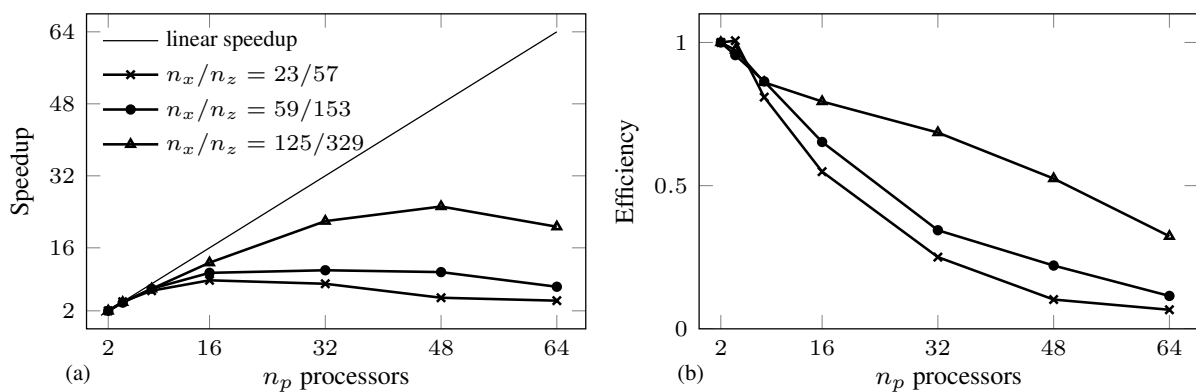 64
48
32
16
2
Speedup
linear speedup
n_x/n_z = 23/57
n_x/n_z = 59/153
n_x/n_z = 125/329
2 16 32 48 64
(a) n_p processors
1
0.5
0
Efficiency
2 16 32 48 64
(b) n_p processors